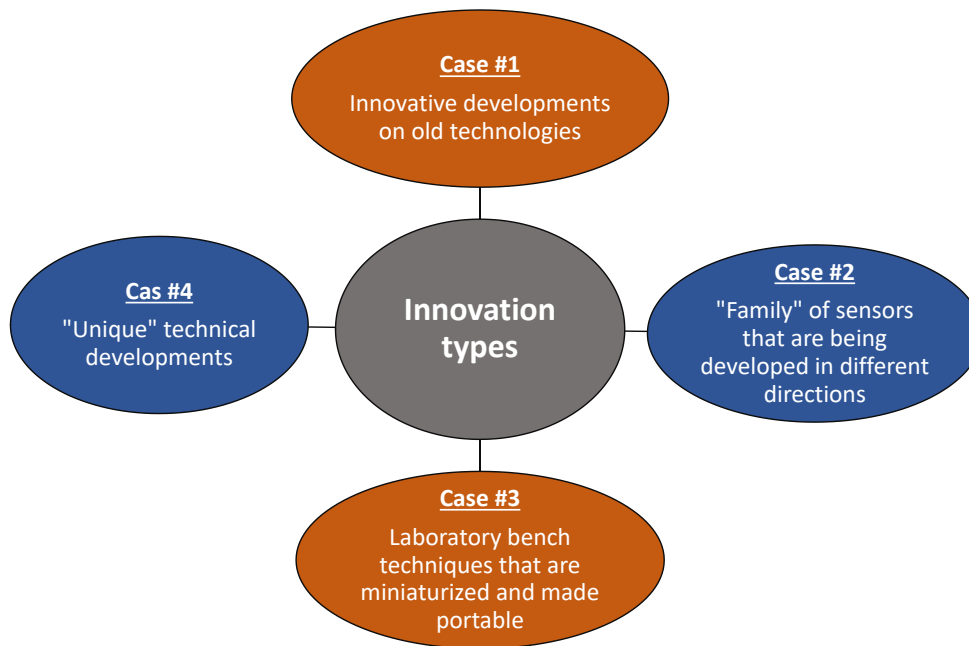 Case #1
Innovative developments
on old technologies
Cas #4
"Unique" technical
developments
Innovation
types
Case #2
"Family" of sensors
that are being
developed in different
directions
Case #3
Laboratory bench
techniques that are
miniaturized and made
portable